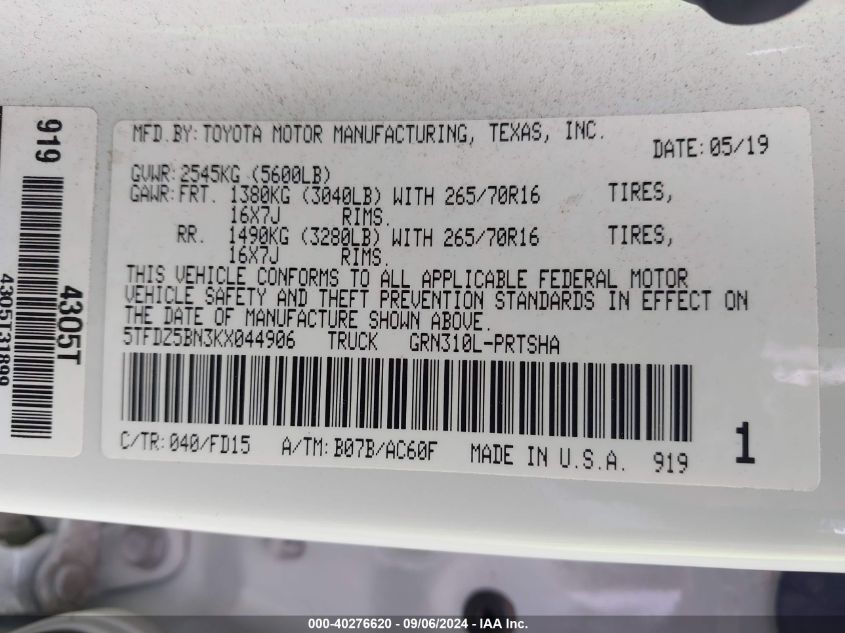 MFD.BY:TOYOTA MOTOR MANUFACTURING, TEXAS, INC.
DATE:05/19
GVWR:2545KG (5600LB)
GAWR:FRT. 1380KG (3040LB) WITH 265/70R16 TIRES,
16X7J RIMS.
RR. 1490KG (3280LB) WITH 265/70R16 TIRES,
16X7J RIMS.
THIS VEHICLE CONFORMS TO ALL APPLICABLE FEDERAL MOTOR
VEHICLE SAFETY AND THEFT PREVENTION STANDARDS IN EFFECT ON
THE DATE OF MANUFACTURE SHOWN ABOVE.
5TFDZ5BN3KX044906 TRUCK GRN310L-PRTSHA
C/TR:040/FD15 A/TM:B07B/AC60F MADE IN U.S.A. 919
1
919
4305T
4305T31899
000-40276620 - 09/06/2024 - IAA Inc.